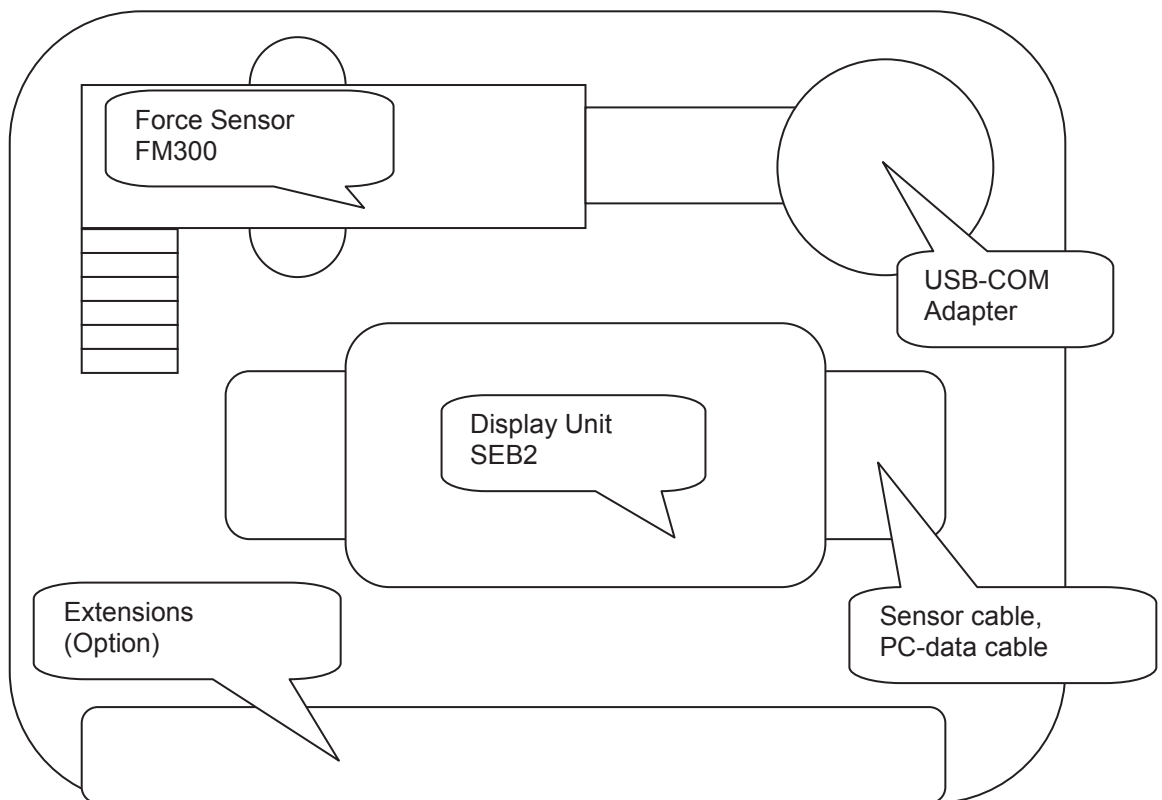 Force Sensor
FM300
USB-COM
Adapter
Display Unit
SEB2
Extensions
(Option)
Sensor cable,
PC-data cable